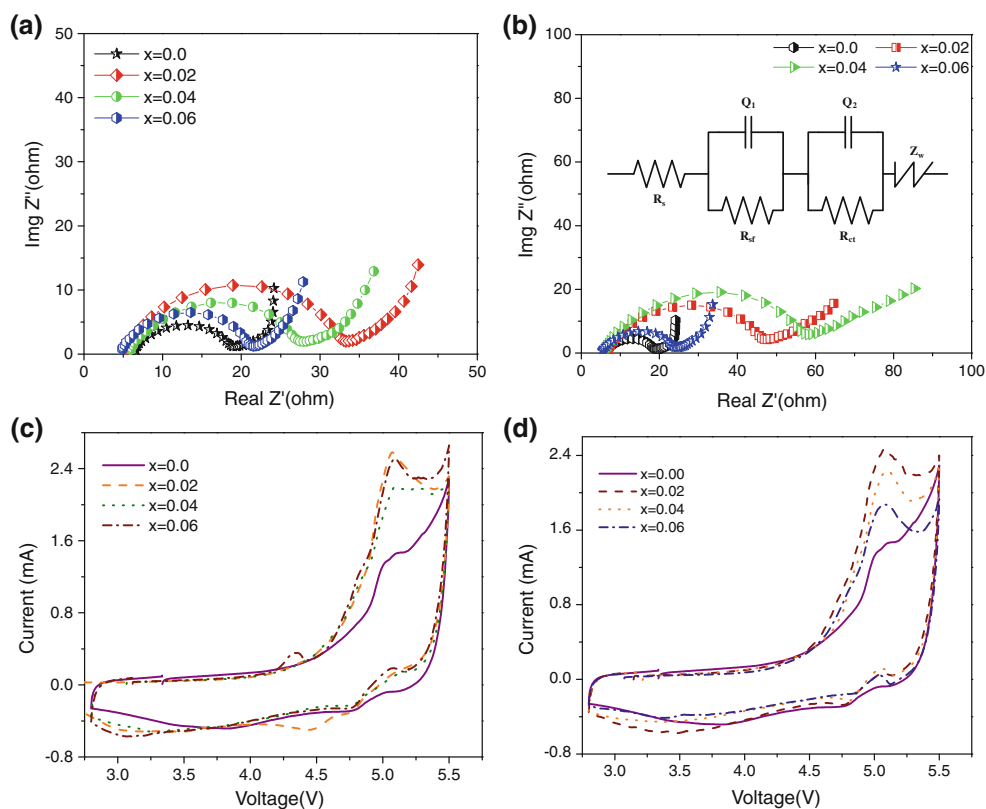 (a)
x=0.0
x=0.02
x=0.04
x=0.06
50
40
30
20
10
0
Img Z"(ohm)
0 10 20 30 40 50
Real Z'(ohm)
(b)
x=0.0 x=0.02
x=0.04 x=0.06
100
80
60
40
20
0
Img Z"(ohm)
Q1 Q2
Zw
Rs
Rsf Rct
0 20 40 60 80 100
Real Z'(ohm)
(c)
x=0.0
x=0.02
x=0.04
x=0.06
2.4
1.6
0.8
0.0
-0.8
Current (mA)
3.0 3.5 4.0 4.5 5.0 5.5
Voltage(V)
(d)
x=0.00
x=0.02
x=0.04
x=0.06
2.4
1.6
0.8
0.0
-0.8
Current (mA)
3.0 3.5 4.0 4.5 5.0 5.5
Voltage(V)